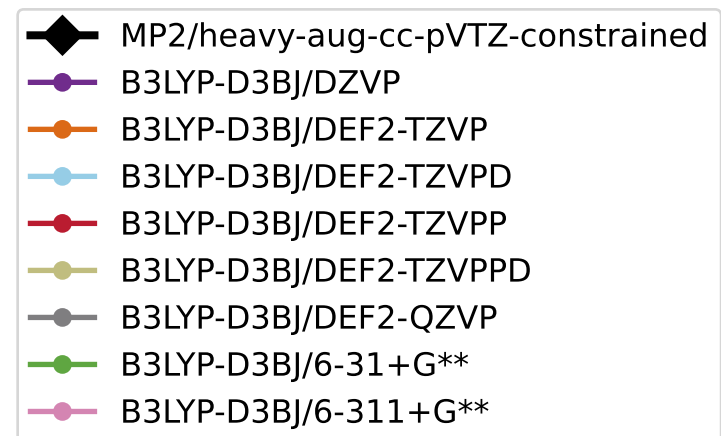 MP2/heavy-aug-cc-pVTZ-constrained
B3LYP-D3BJ/DZVP
B3LYP-D3BJ/DEF2-TZVP
B3LYP-D3BJ/DEF2-TZVPD
B3LYP-D3BJ/DEF2-TZVPP
B3LYP-D3BJ/DEF2-TZVPPD
B3LYP-D3BJ/DEF2-QZVP
B3LYP-D3BJ/6-31+G**
B3LYP-D3BJ/6-311+G**